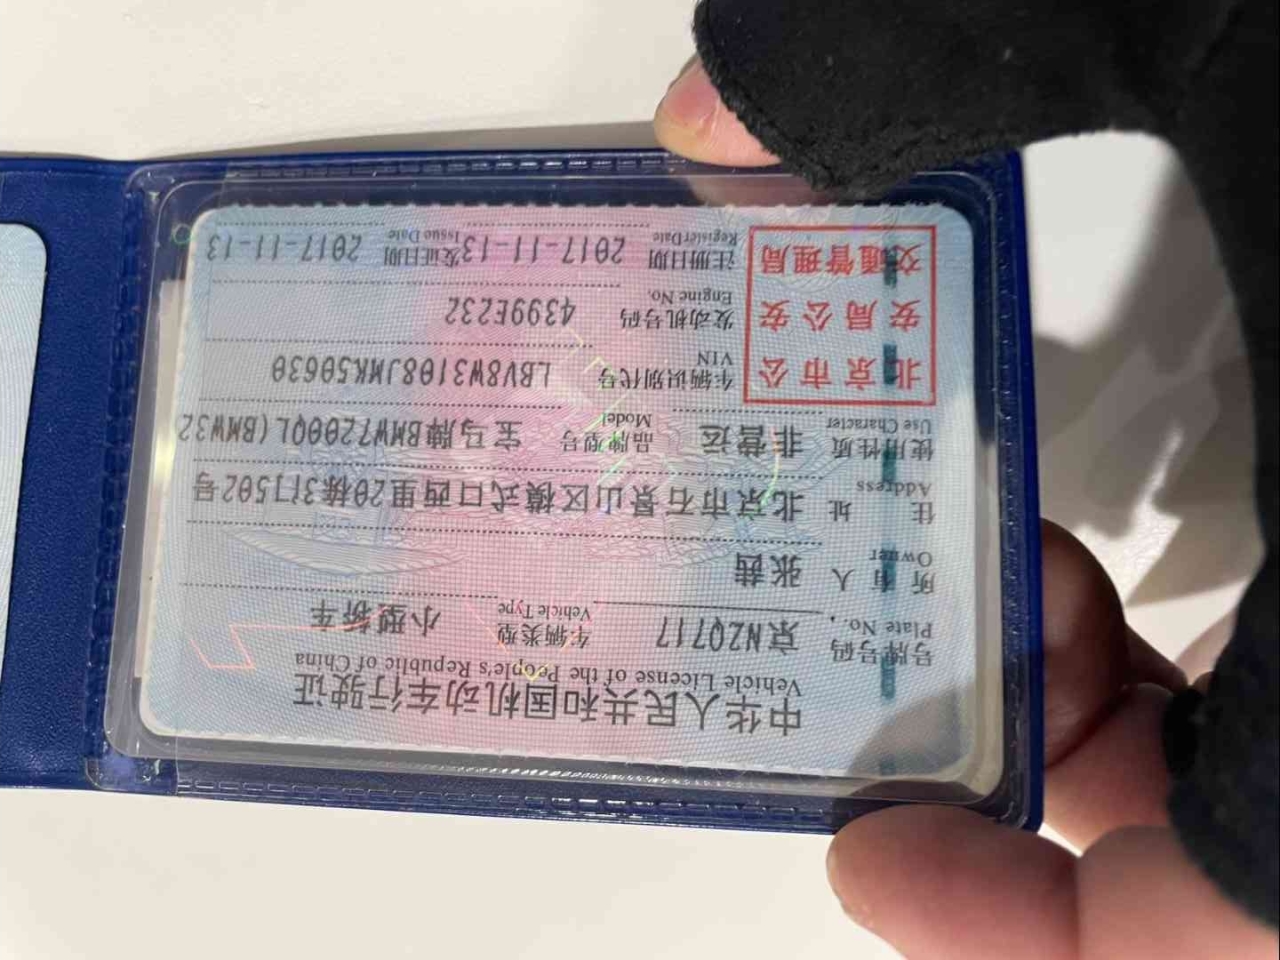 中华人民共和国机动车行驶证
Vehicle License of the People's Republic of China
号牌号码 京NZQ717 车辆类型 小型轿车
Plate No. Vehicle Type
所有人 张茜
Owner
住址 北京市石景山区模式口西里20栋3门502号
Address
使用性质 非营运 品牌型号 宝马牌BMW7200QL(BMW32
Use Character Model
北京市公安局公安交通管理局
车辆识别代号 LBV8W3108JMK50630
VIN
发动机号码 4399E232
Engine No.
注册日期 2017-11-13 发证日期 2017-11-13
Register Date Issue Date